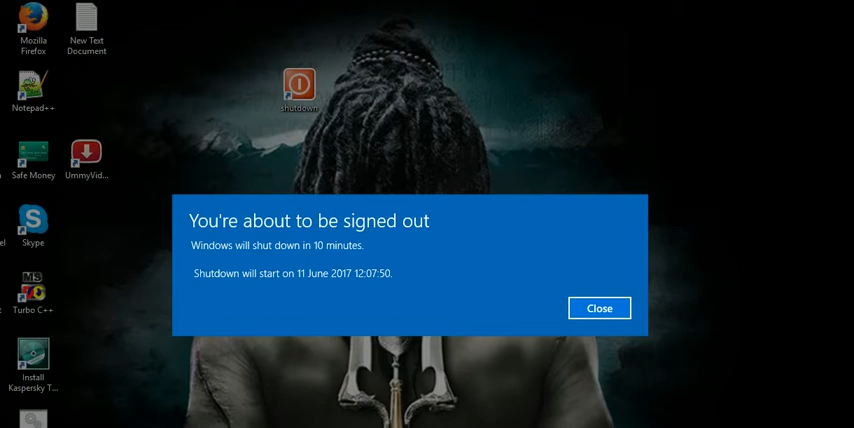 Mozilla
Firefox
New Text
Document
Notepad++
shutdown
Safe Money
UmmyVid...
Skype
MS
Turbo C++
Install
Kaspersky T...
You're about to be signed out
Windows will shut down in 10 minutes.
Shutdown will start on 11 June 2017 12:07:50.
Close